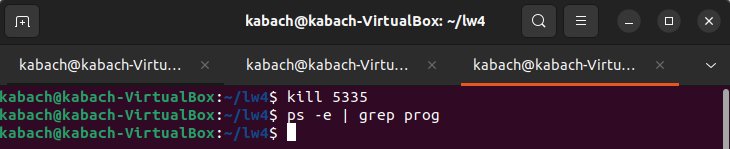 kabach@kabach-VirtualBox: ~/lw4
kabach@kabach-Virtu... kabach@kabach-Virtu... kabach@kabach-Virtu...
kabach@kabach-VirtualBox:~/lw4$ kill 5335
kabach@kabach-VirtualBox:~/lw4$ ps -e | grep prog
kabach@kabach-VirtualBox:~/lw4$